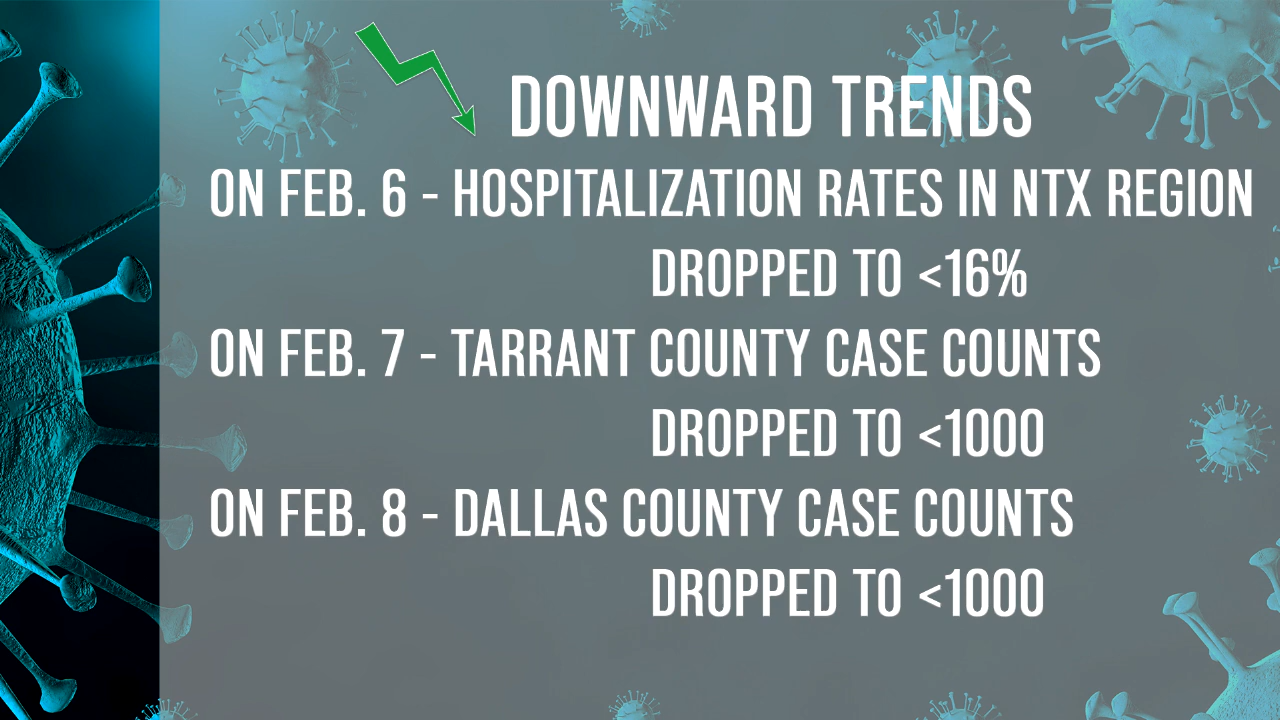 DOWNWARD TRENDS
ON FEB. 6 - HOSPITALIZATION RATES IN NTX REGION
DROPPED TO <16%
ON FEB. 7 - TARRANT COUNTY CASE COUNTS
DROPPED TO <1000
ON FEB. 8 - DALLAS COUNTY CASE COUNTS
DROPPED TO <1000